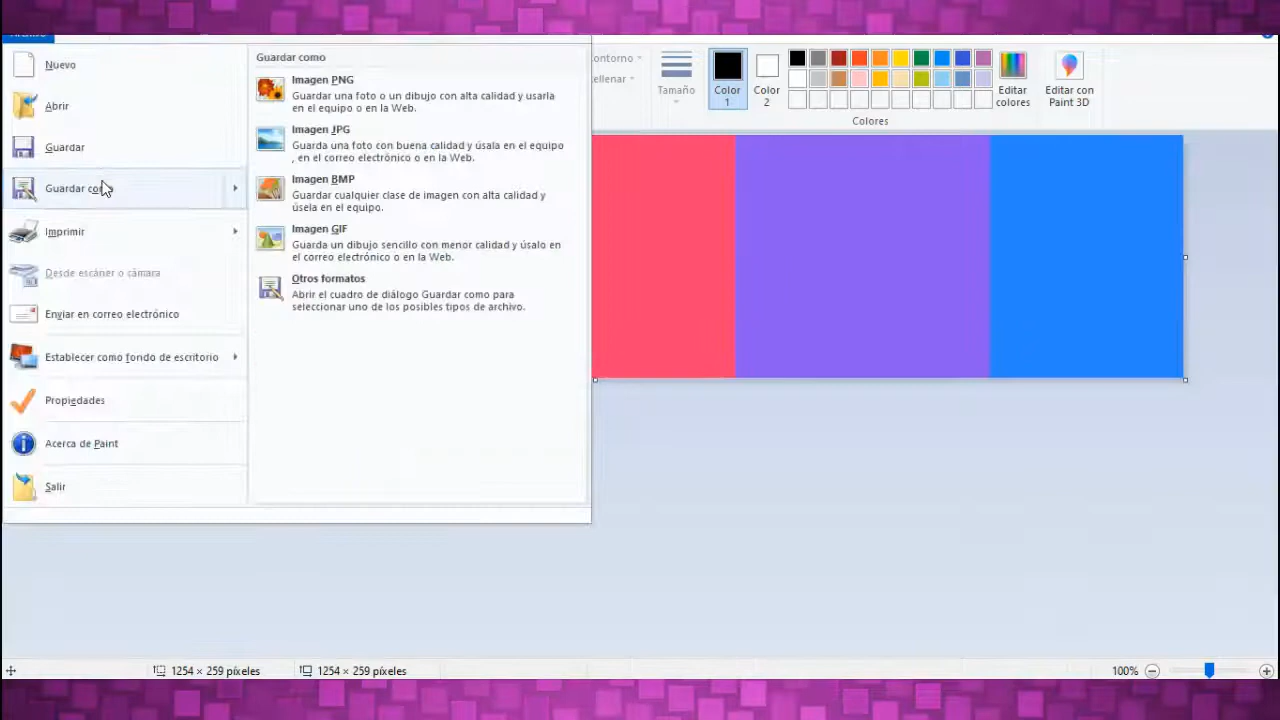 Nuevo
Abrir
Guardar
Guardar como
Imprimir
Desde escáner o cámara
Enviar en correo electrónico
Establecer como fondo de escritorio
Propiedades
Acerca de Paint
Salir
Guardar como
Imagen PNG
Guardar una foto o un dibujo con alta calidad y usarla
en el equipo o en la Web.
Imagen JPG
Guarda una foto con buena calidad y úsala en el equipo
, en el correo electrónico o en la Web.
Imagen BMP
Guardar cualquier clase de imagen con alta calidad y
úsela en el equipo.
Imagen GIF
Guarda un dibujo sencillo con menor calidad y úsalo en
el correo electrónico o en la Web.
Otros formatos
Abrir el cuadro de diálogo Guardar como para
seleccionar uno de los posibles tipos de archivo.
ontorno
ellenar
Tamaño
Color
1
Color
2
Editar
colores
Editar con
Paint 3D
Colores
1254 × 259 píxeles
1254 × 259 píxeles
100%